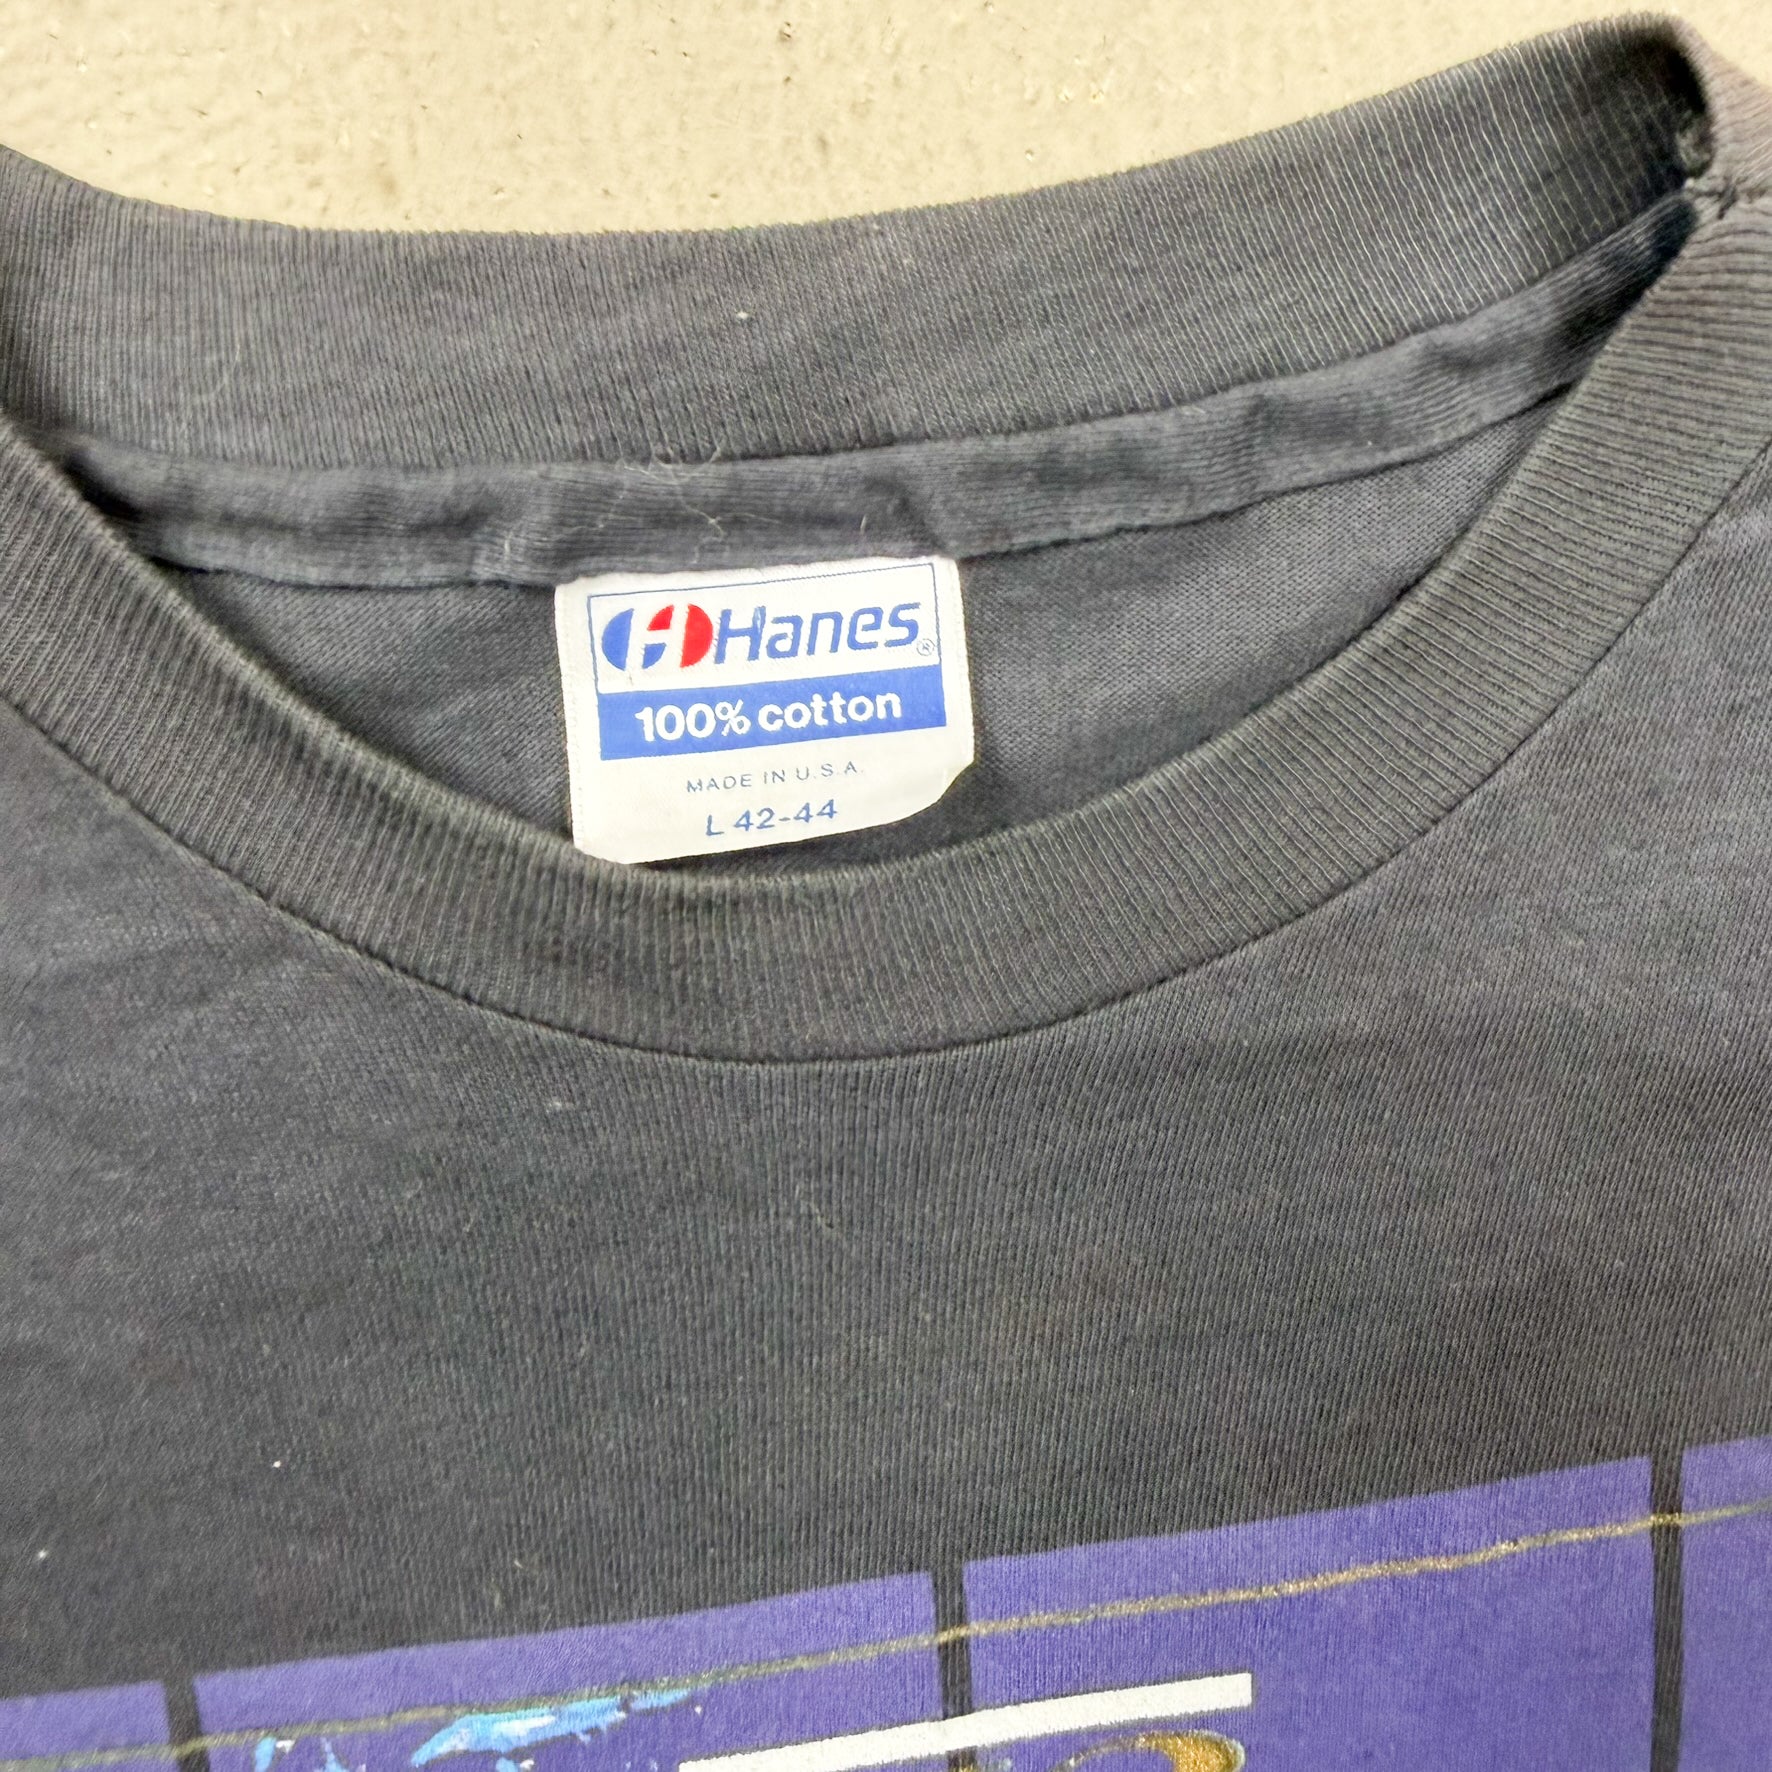 Hanes®
100% cotton
MADE IN U.S.A.
L 42-44